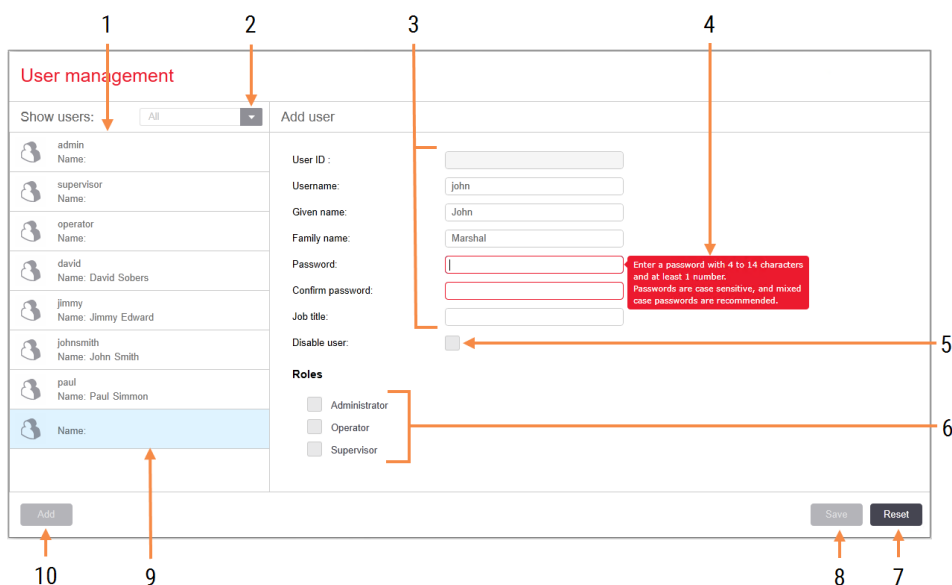 1
2
3
4
User management
Show users:
All
Add user
admin
Name:
supervisor
Name:
operator
Name:
david
Name: David Sobers
jimmy
Name: Jimmy Edward
johnsmith
Name: John Smith
paul
Name: Paul Simmon
Name:
User ID :
Username:
john
Given name:
John
Family name:
Marshal
Password:
Enter a password with 4 to 14 characters
and at least 1 number.
Passwords are case sensitive, and mixed
case passwords are recommended.
Confirm password:
Job title:
Disable user:
5
Roles
Administrator
Operator
Supervisor
6
Add
Save
Reset
10
9
8
7